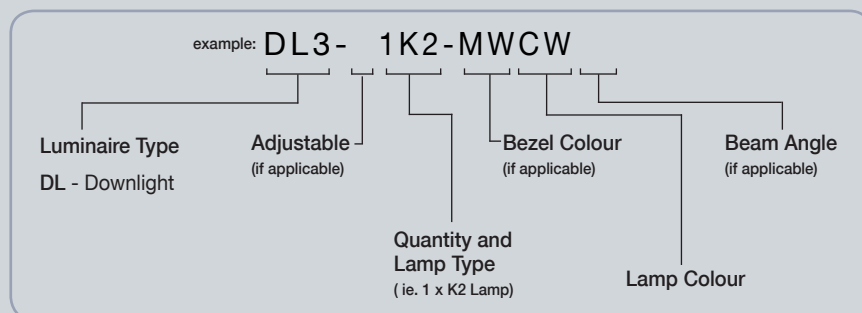 example: DL3- 1K2-MWCW
Luminaire Type
DL - Downlight
Adjustable
(if applicable)
Quantity and
Lamp Type
( ie. 1 x K2 Lamp)
Bezel Colour
(if applicable)
Lamp Colour
Beam Angle
(if applicable)